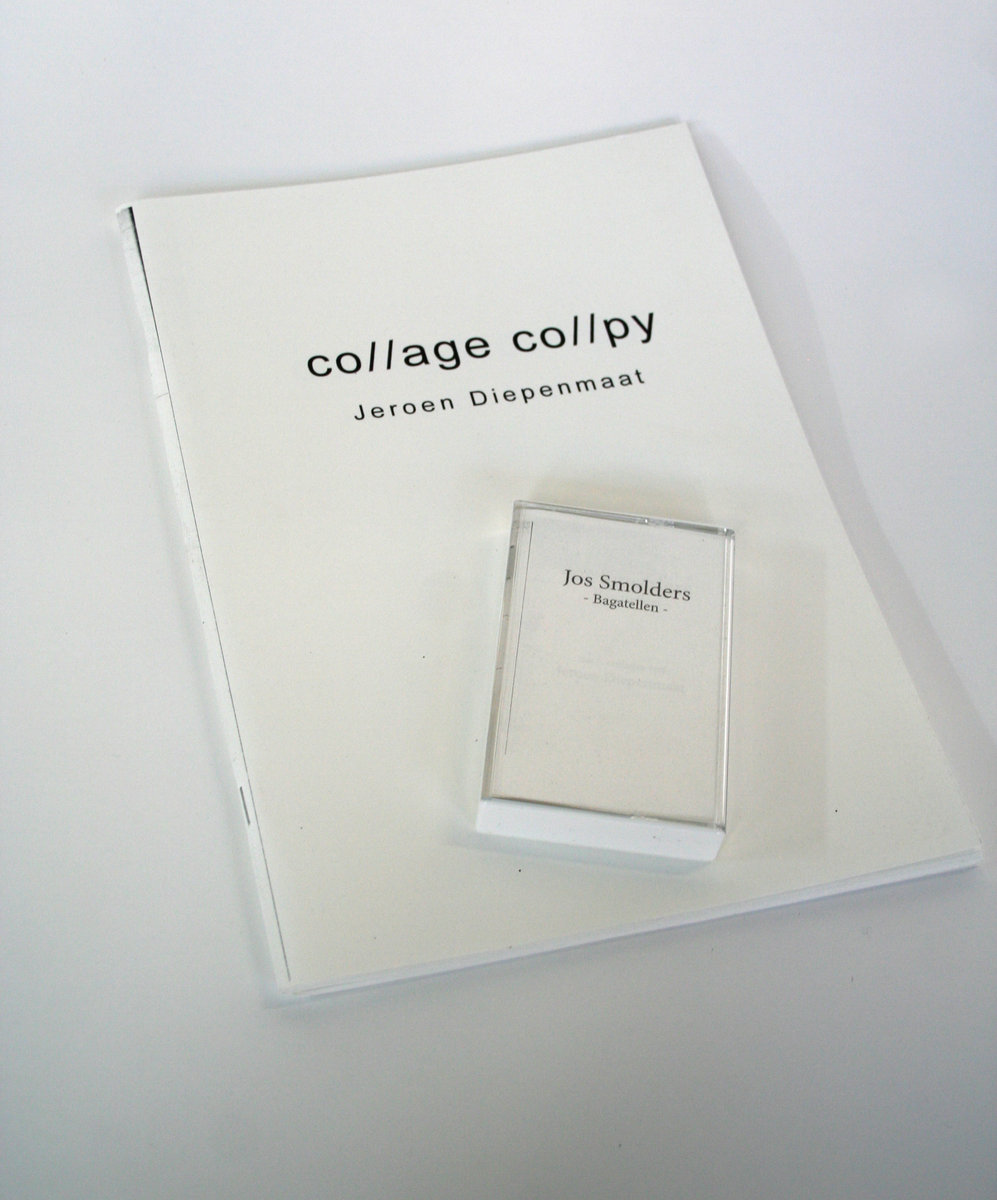 co//age co//py
Jeroen Diepenmaat
Jos Smolders
- Bagatellen -